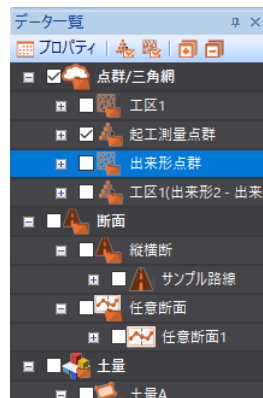 データ一覧
プロパティ
点群/三角網
工区1
起工測量点群
出来形点群
工区1(出来形2 - 出来
断面
縦横断
サンプル路線
任意断面
任意断面1
土量
土量A